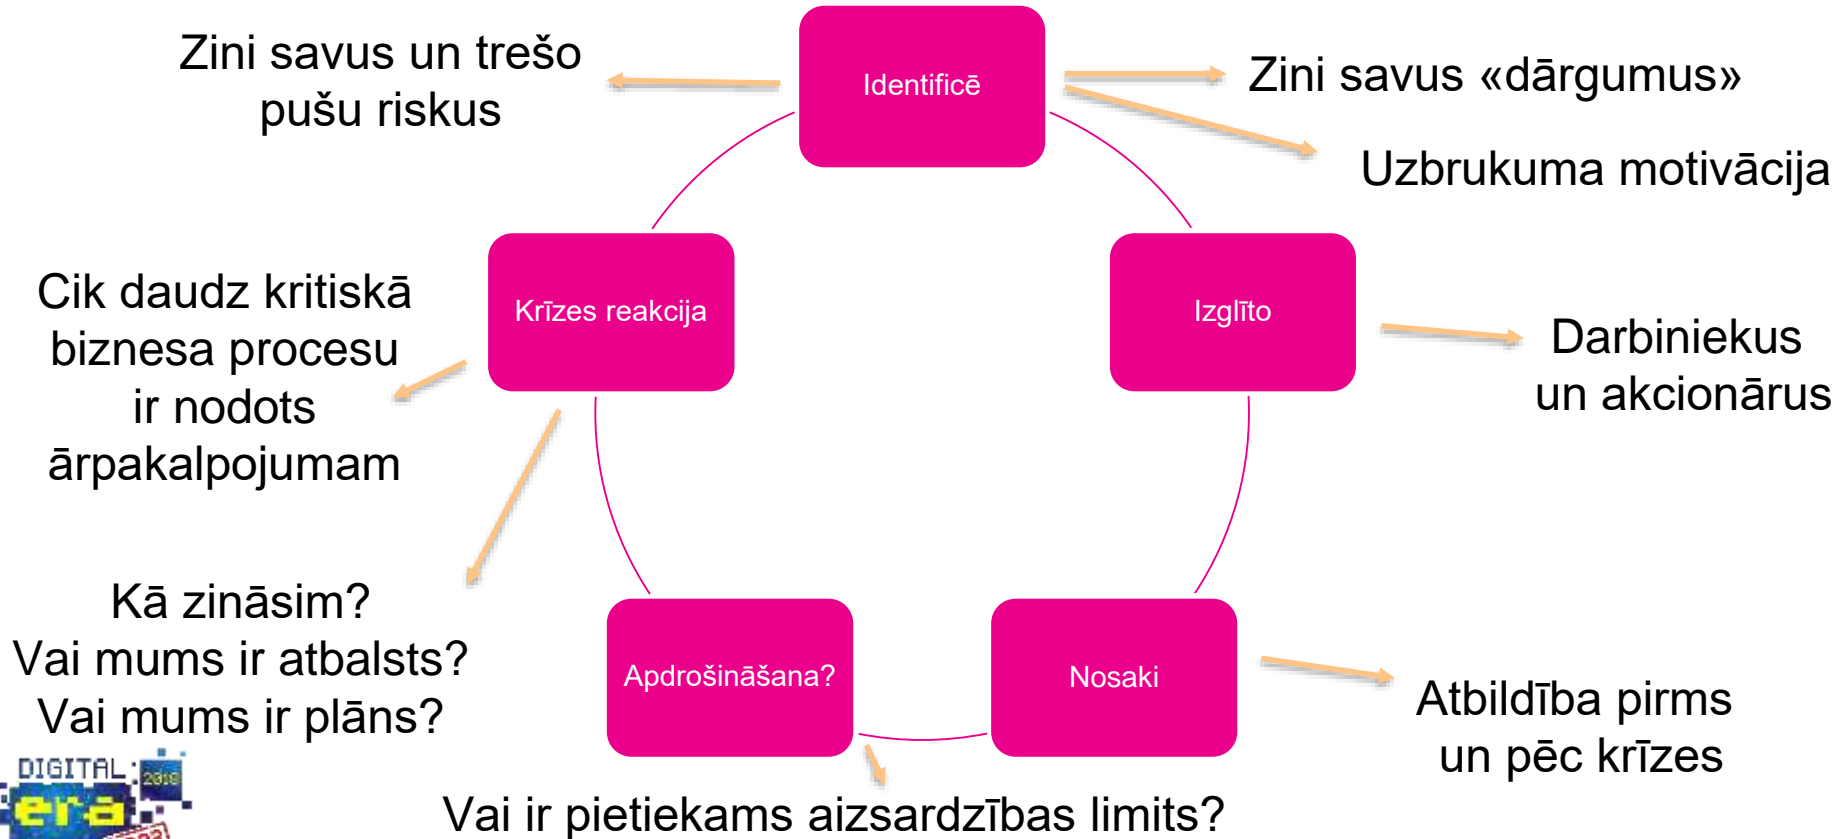 Identificē
Zini savus un trešo
pušu riskus
Zini savus «dārgumus»
Uzbrukuma motivācija
Izglīto
Darbiniekus
un akcionārus
Nosaki
Atbildība pirms
un pēc krīzes
Apdrošināšana?
Vai ir pietiekams aizsardzības limits?
Krīzes reakcija
Cik daudz kritiskā
biznesa procesu
ir nodots
ārpakalpojumam
Kā zināsim?
Vai mums ir atbalsts?
Vai mums ir plāns?
DIGITAL
era